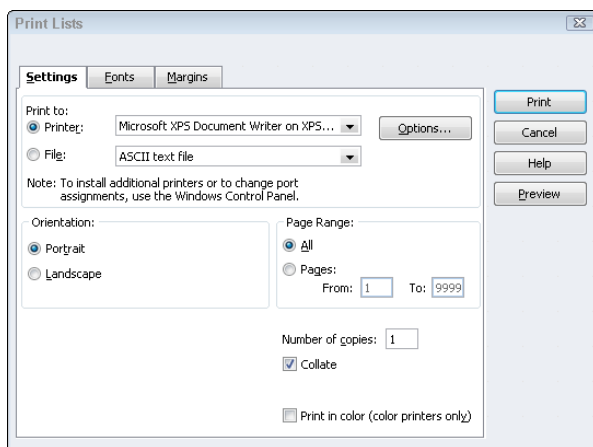 Print Lists
Settings
Fonts
Margins
Print to:
Printer:
Microsoft XPS Document Writer on XPS...
Options...
File:
ASCII text file
Note: To install additional printers or to change port
assignments, use the Windows Control Panel.
Orientation:
Portrait
Landscape
Page Range:
All
Pages:
From: 1 To: 9999
Number of copies: 1
Collate
Print in color (color printers only)
Print
Cancel
Help
Preview